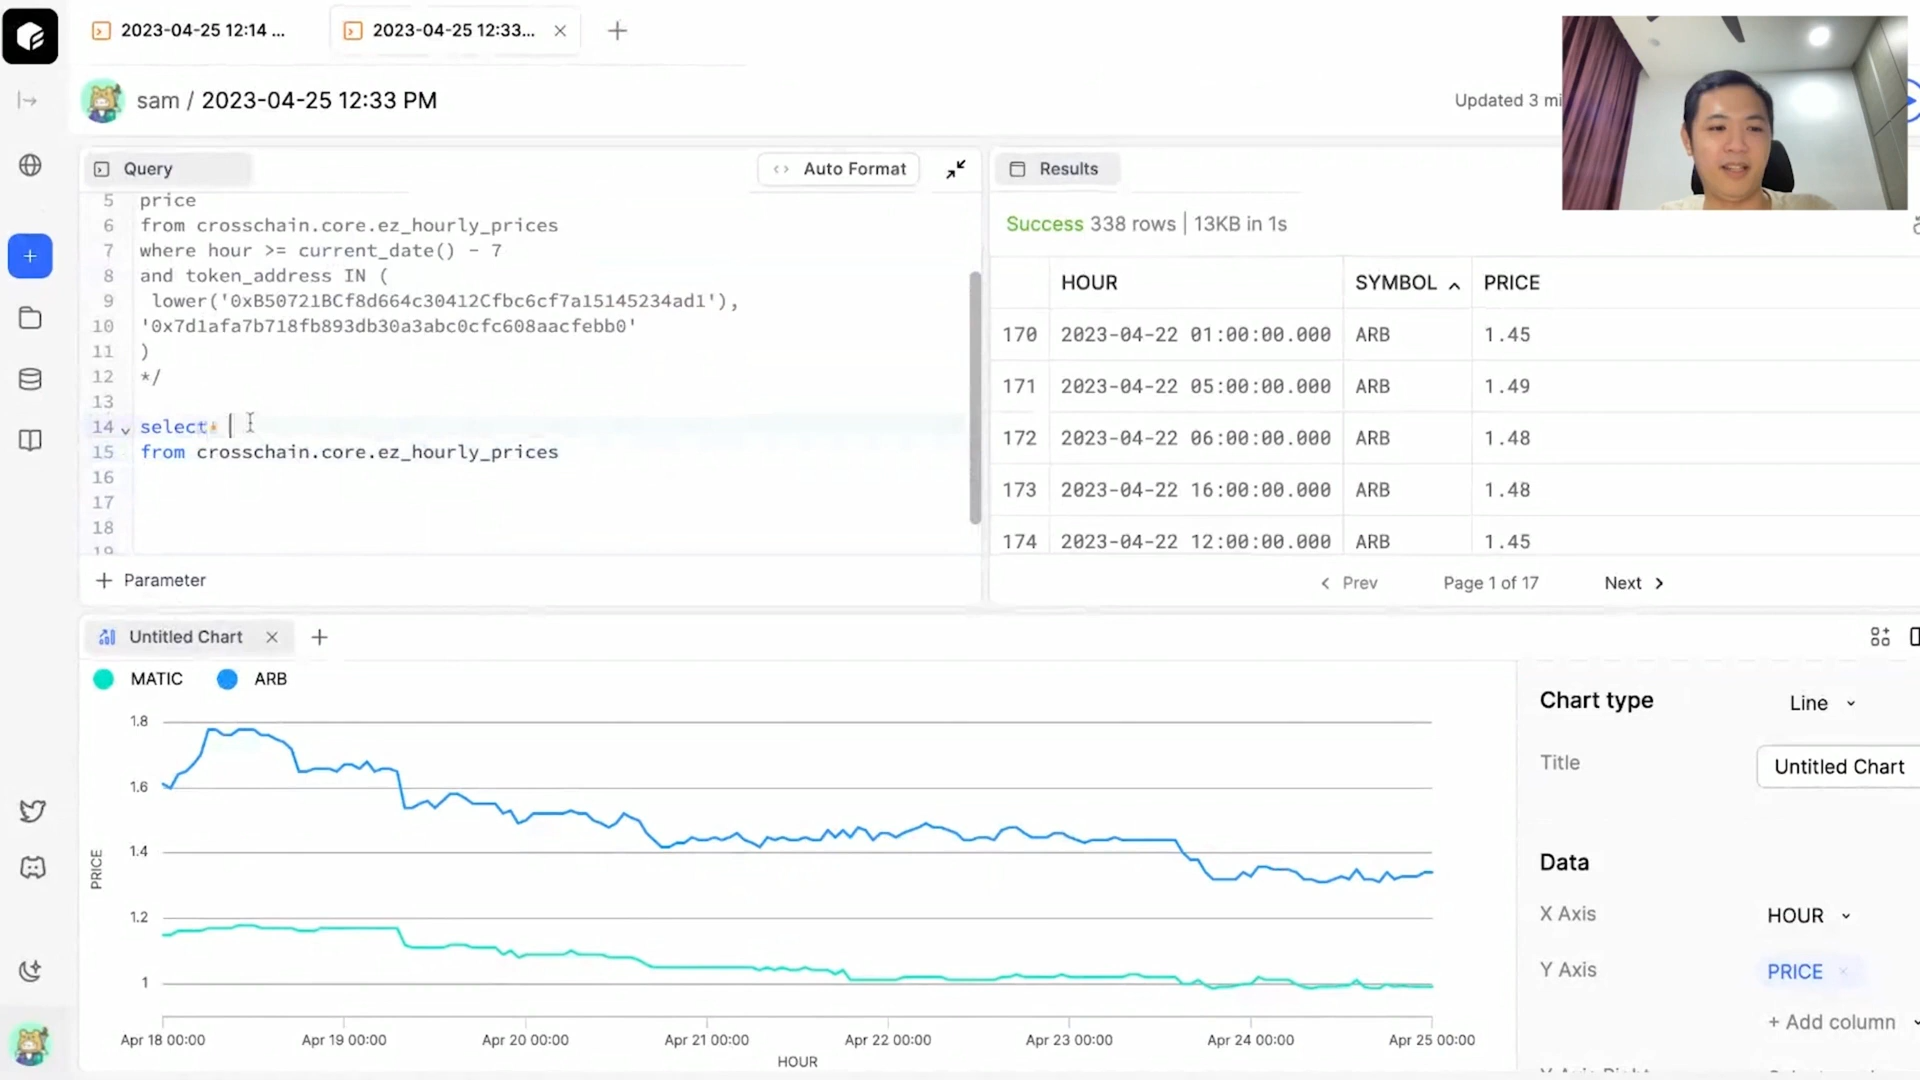 2023-04-25 12:14 ...
2023-04-25 12:33...
sam / 2023-04-25 12:33 PM
Updated 3 mi
Query
Auto Format
5 price
6 from crosschain.core.ez_hourly_prices
7 where hour >= current_date() - 7
8 and token_address IN (
9 lower('0xB50721BCf8d664c30412Cfbc6cf7a15145234ad1'),
10 '0x7d1afa7b718fb893db30a3abc0cfc608aacfebb0'
11 )
12 */
13
14 select
15 from crosschain.core.ez_hourly_prices
16
17
18
19
+ Parameter
Results
Success 338 rows | 13KB in 1s
HOUR SYMBOL PRICE
170 2023-04-22 01:00:00.000 ARB 1.45
171 2023-04-22 05:00:00.000 ARB 1.49
172 2023-04-22 06:00:00.000 ARB 1.48
173 2023-04-22 16:00:00.000 ARB 1.48
174 2023-04-22 12:00:00.000 ARB 1.45
Prev Page 1 of 17 Next
Untitled Chart
MATIC ARB
1.8
1.6
1.4
1.2
1
PRICE
Apr 18 00:00 Apr 19 00:00 Apr 20 00:00 Apr 21 00:00 Apr 22 00:00 Apr 23 00:00 Apr 24 00:00 Apr 25 00:00
HOUR
Chart type Line
Title Untitled Chart
Data
X Axis HOUR
Y Axis PRICE
+ Add column